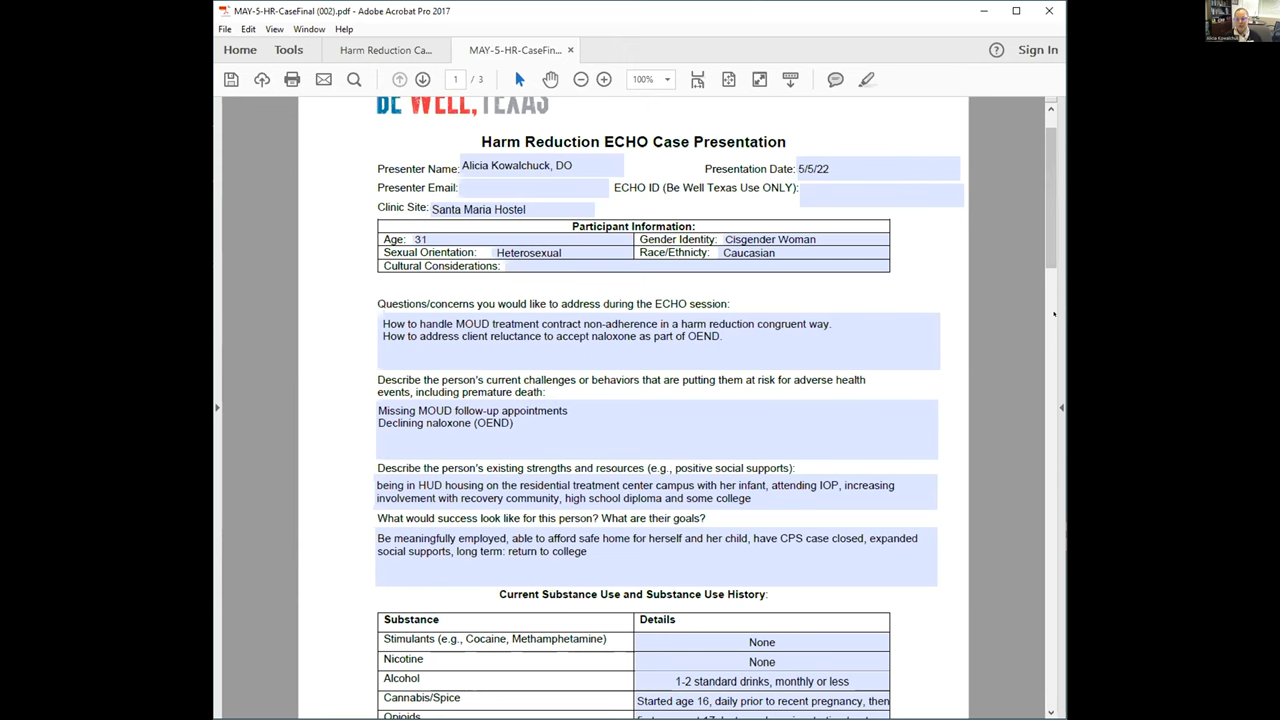 MAY-5-HR-CaseFinal (002).pdf - Adobe Acrobat Pro 2017
File Edit View Window Help
Home Tools Harm Reduction Ca... MAY-5-HR-CaseFin... × Sign In
1 / 3 100%
BE WELL, TEXAS
Harm Reduction ECHO Case Presentation
Presenter Name: Alicia Kowalchuck, DO Presentation Date: 5/5/22
Presenter Email: ECHO ID (Be Well Texas Use ONLY):
Clinic Site: Santa Maria Hostel
Participant Information:
Age: 31 Gender Identity: Cisgender Woman
Sexual Orientation: Heterosexual Race/Ethnicty: Caucasian
Cultural Considerations:
Questions/concerns you would like to address during the ECHO session:
How to handle MOUD treatment contract non-adherence in a harm reduction congruent way.
How to address client reluctance to accept naloxone as part of OEND.
Describe the person's current challenges or behaviors that are putting them at risk for adverse health
events, including premature death:
Missing MOUD follow-up appointments
Declining naloxone (OEND)
Describe the person's existing strengths and resources (e.g., positive social supports):
being in HUD housing on the residential treatment center campus with her infant, attending IOP, increasing
involvement with recovery community, high school diploma and some college
What would success look like for this person? What are their goals?
Be meaningfully employed, able to afford safe home for herself and her child, have CPS case closed, expanded
social supports, long term: return to college
Current Substance Use and Substance Use History:
Substance Details
Stimulants (e.g., Cocaine, Methamphetamine) None
Nicotine None
Alcohol 1-2 standard drinks, monthly or less
Cannabis/Spice Started age 16, daily prior to recent pregnancy, then
Opioids